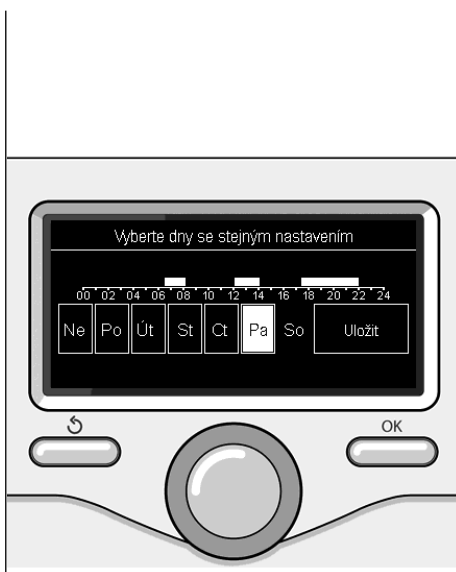 Vyberte dny se stejným nastavením
00 02 04 06 08 10 12 14 16 18 20 22 24
Ne Po Út St Ct Pa So Uložit
OK